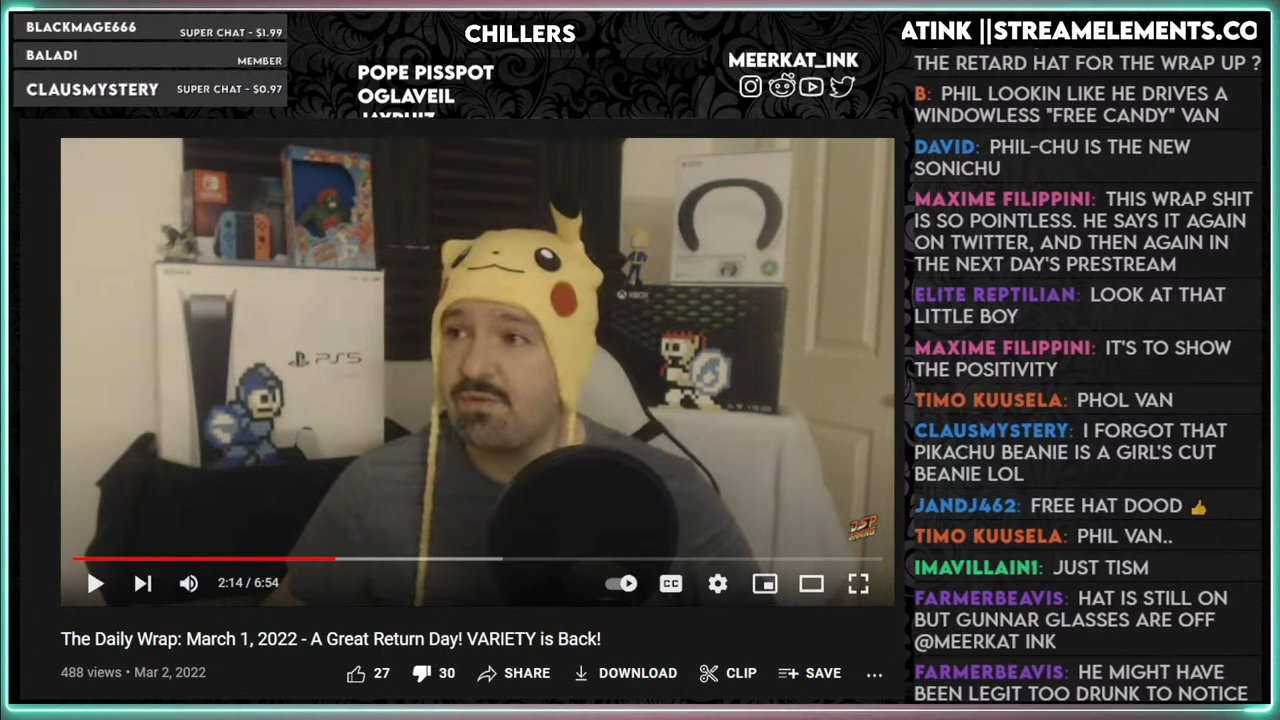 BLACKMAGE666 SUPER CHAT - $1.99
BALADI MEMBER
CLAUSMYSTERY SUPER CHAT - $0.97
CHILLERS
POPE PISSPOT
OGLAVEIL
MEERKAT_INK
ATINK ||STREAMELEMENTS.CO
THE RETARD HAT FOR THE WRAP UP ?
B: PHIL LOOKIN LIKE HE DRIVES A
WINDOWLESS "FREE CANDY" VAN
DAVID: PHIL-CHU IS THE NEW
SONICHU
MAXIME FILIPPINI: THIS WRAP SHIT
IS SO POINTLESS. HE SAYS IT AGAIN
ON TWITTER, AND THEN AGAIN IN
THE NEXT DAY'S PRESTREAM
ELITE REPTILIAN: LOOK AT THAT
LITTLE BOY
MAXIME FILIPPINI: IT'S TO SHOW
THE POSITIVITY
TIMO KUUSELA: PHOL VAN
CLAUSMYSTERY: I FORGOT THAT
PIKACHU BEANIE IS A GIRL'S CUT
BEANIE LOL
JANDJ462: FREE HAT DOOD 👍
TIMO KUUSELA: PHIL VAN..
IMAVILLAIN1: JUST TISM
FARMERBEAVIS: HAT IS STILL ON
BUT GUNNAR GLASSES ARE OFF
@MEERKAT INK
FARMERBEAVIS: HE MIGHT HAVE
BEEN LEGIT TOO DRUNK TO NOTICE
PS5
XBOX
DSP
GAMING
2:14 / 6:54
CC
The Daily Wrap: March 1, 2022 - A Great Return Day! VARIETY is Back!
488 views • Mar 2, 2022
27 30 SHARE DOWNLOAD CLIP SAVE ...